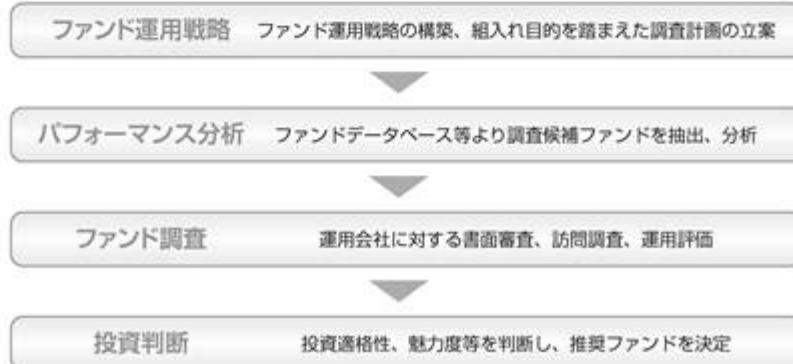 ファンド運用戦略 ファンド運用戦略の構築、組入れ目的を踏まえた調査計画の立案
パフォーマンス分析 ファンドデータベース等より調査候補ファンドを抽出、分析
ファンド調査 運用会社に対する書面審査、訪問調査、運用評価
投資判断 投資適格性、魅力度等を判断し、推奨ファンドを決定